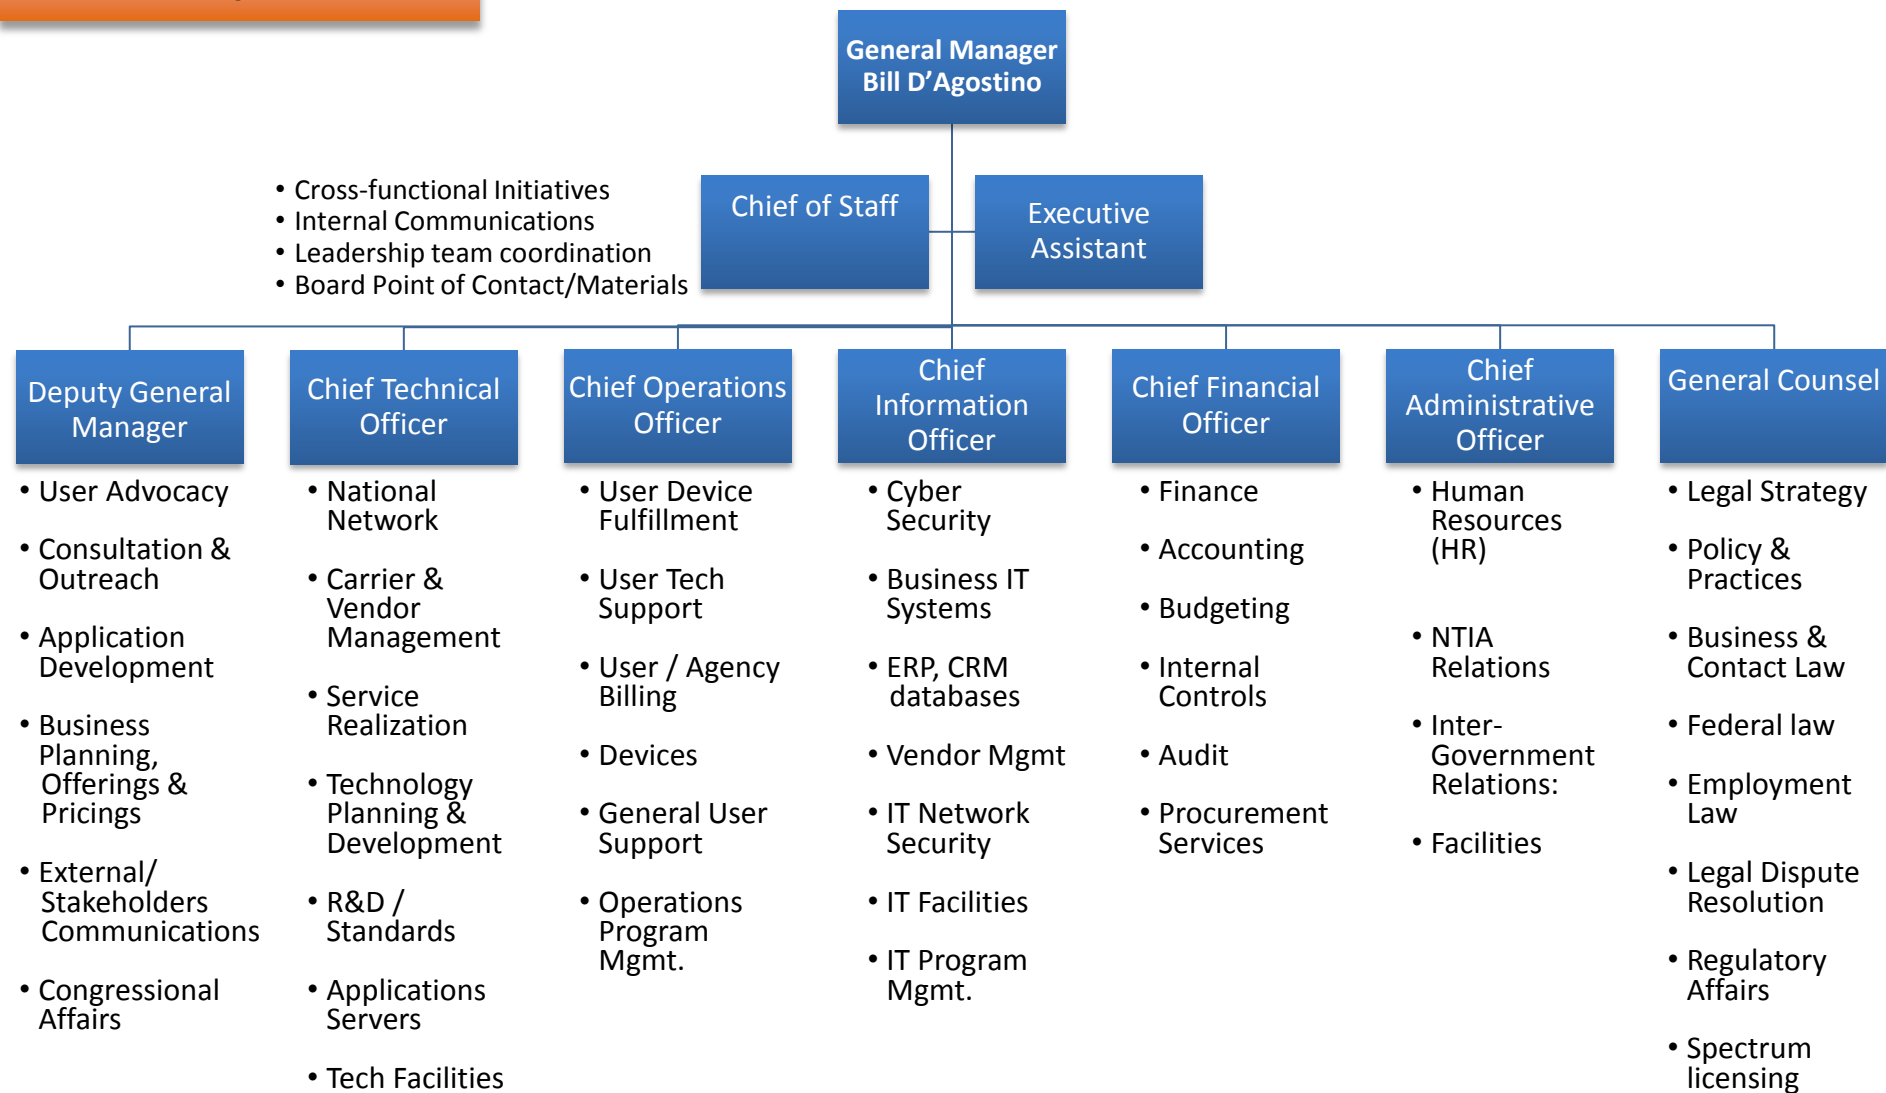 General Manager
Bill D’Agostino
• Cross-functional Initiatives
• Internal Communications
• Leadership team coordination
• Board Point of Contact/Materials
Chief of Staff
Executive
Assistant
Deputy General
Manager
• User Advocacy
• Consultation &
Outreach
• Application
Development
• Business
Planning,
Offerings &
Pricings
• External/
Stakeholders
Communications
• Congressional
Affairs
Chief Technical
Officer
• National
Network
• Carrier &
Vendor
Management
• Service
Realization
• Technology
Planning &
Development
• R&D /
Standards
• Applications
Servers
• Tech Facilities
Chief Operations
Officer
• User Device
Fulfillment
• User Tech
Support
• User / Agency
Billing
• Devices
• General User
Support
• Operations
Program
Mgmt.
Chief
Information
Officer
• Cyber
Security
• Business IT
Systems
• ERP, CRM
databases
• Vendor Mgmt
• IT Network
Security
• IT Facilities
• IT Program
Mgmt.
Chief Financial
Officer
• Finance
• Accounting
• Budgeting
• Internal
Controls
• Audit
• Procurement
Services
Chief
Administrative
Officer
• Human
Resources
(HR)
• NTIA
Relations
• Inter-
Government
Relations:
• Facilities
General Counsel
• Legal Strategy
• Policy &
Practices
• Business &
Contact Law
• Federal law
• Employment
Law
• Legal Dispute
Resolution
• Regulatory
Affairs
• Spectrum
licensing